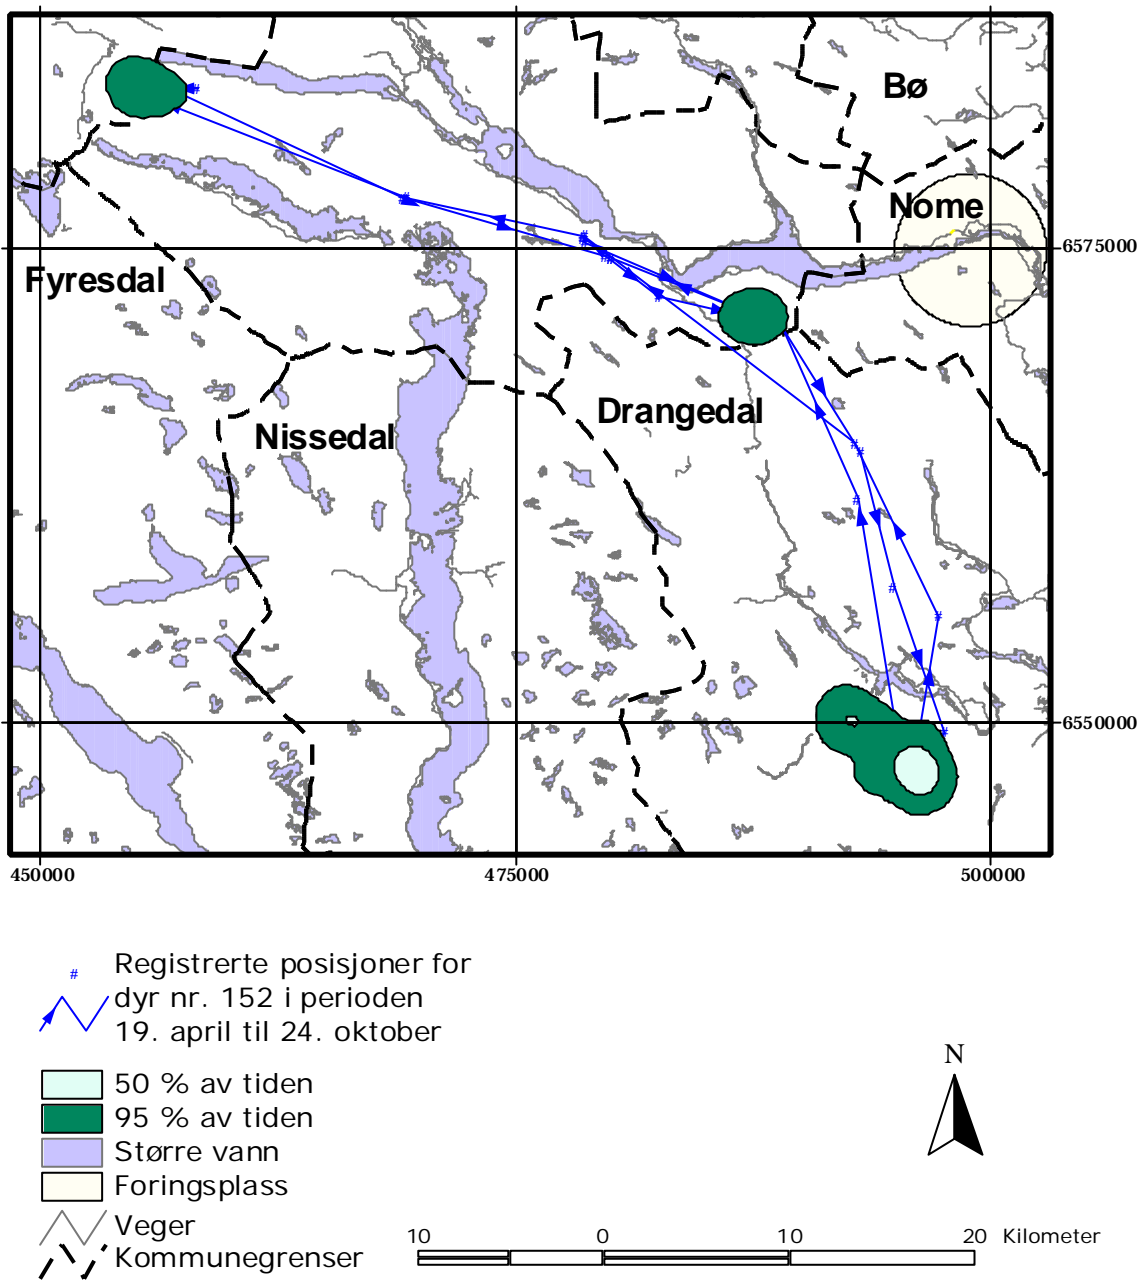 Bø
Nome
6575000
Fyresdal
Drangedal
Nissedal
6550000
450000
475000
500000
# Registrerte posisjoner for
dyr nr. 152 i perioden
19. april til 24. oktober
N
50 % av tiden
95 % av tiden
Større vann
Foringsplass
Veger
Kommunegrenser
10 0 10 20 Kilometer